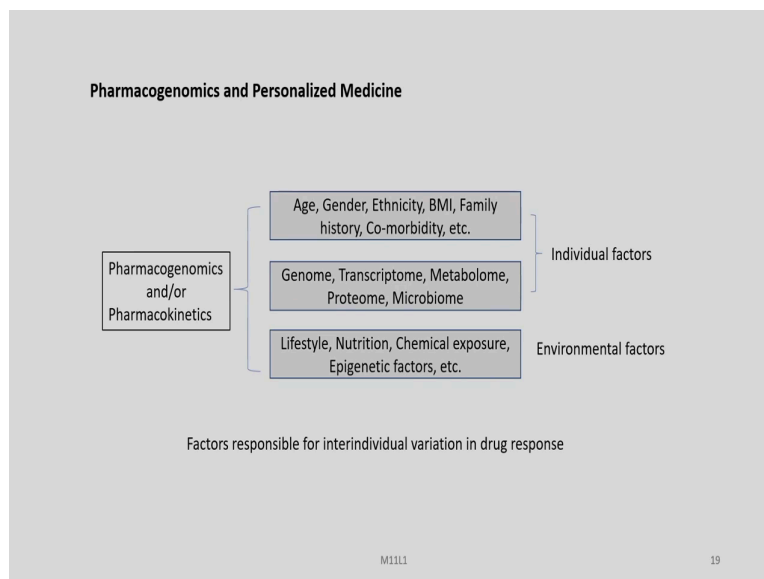 Pharmacogenomics and Personalized Medicine
Age, Gender, Ethnicity, BMI, Family
history, Co-morbidity, etc.
Individual factors
Pharmacogenomics
and/or
Pharmacokinetics
Genome, Transcriptome, Metabolome,
Proteome, Microbiome
Lifestyle, Nutrition, Chemical exposure,
Epigenetic factors, etc.
Environmental factors
Factors responsible for interindividual variation in drug response
M11L1
19